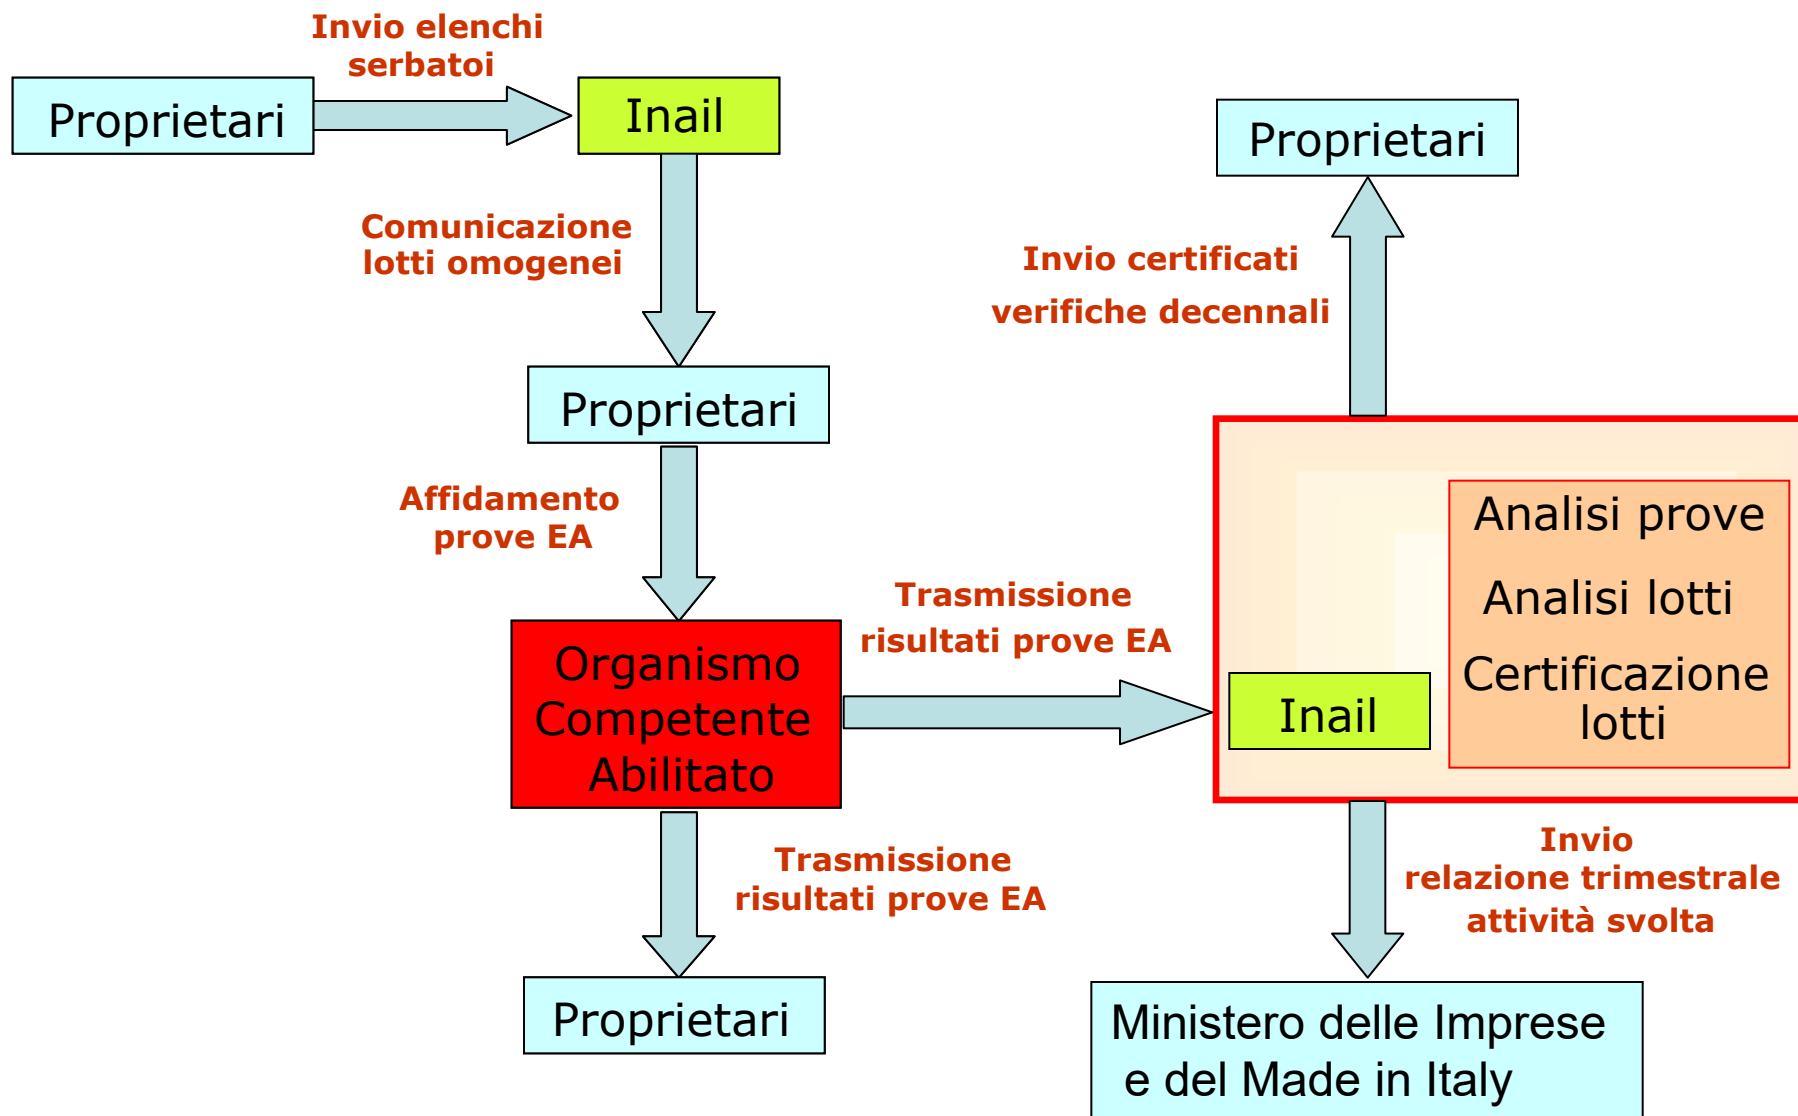 Invio elenchi
serbatoi
Proprietari
Inail
Comunicazione
lotti omogenei
Proprietari
Affidamento
prove EA
Organismo
Competente
Abilitato
Trasmissione
risultati prove EA
Proprietari
Trasmissione
risultati prove EA
Proprietari
Invio certificati
verifiche decennali
Inail
Analisi prove
Analisi lotti
Certificazione
lotti
Invio
relazione trimestrale
attività svolta
Ministero delle Imprese
e del Made in Italy